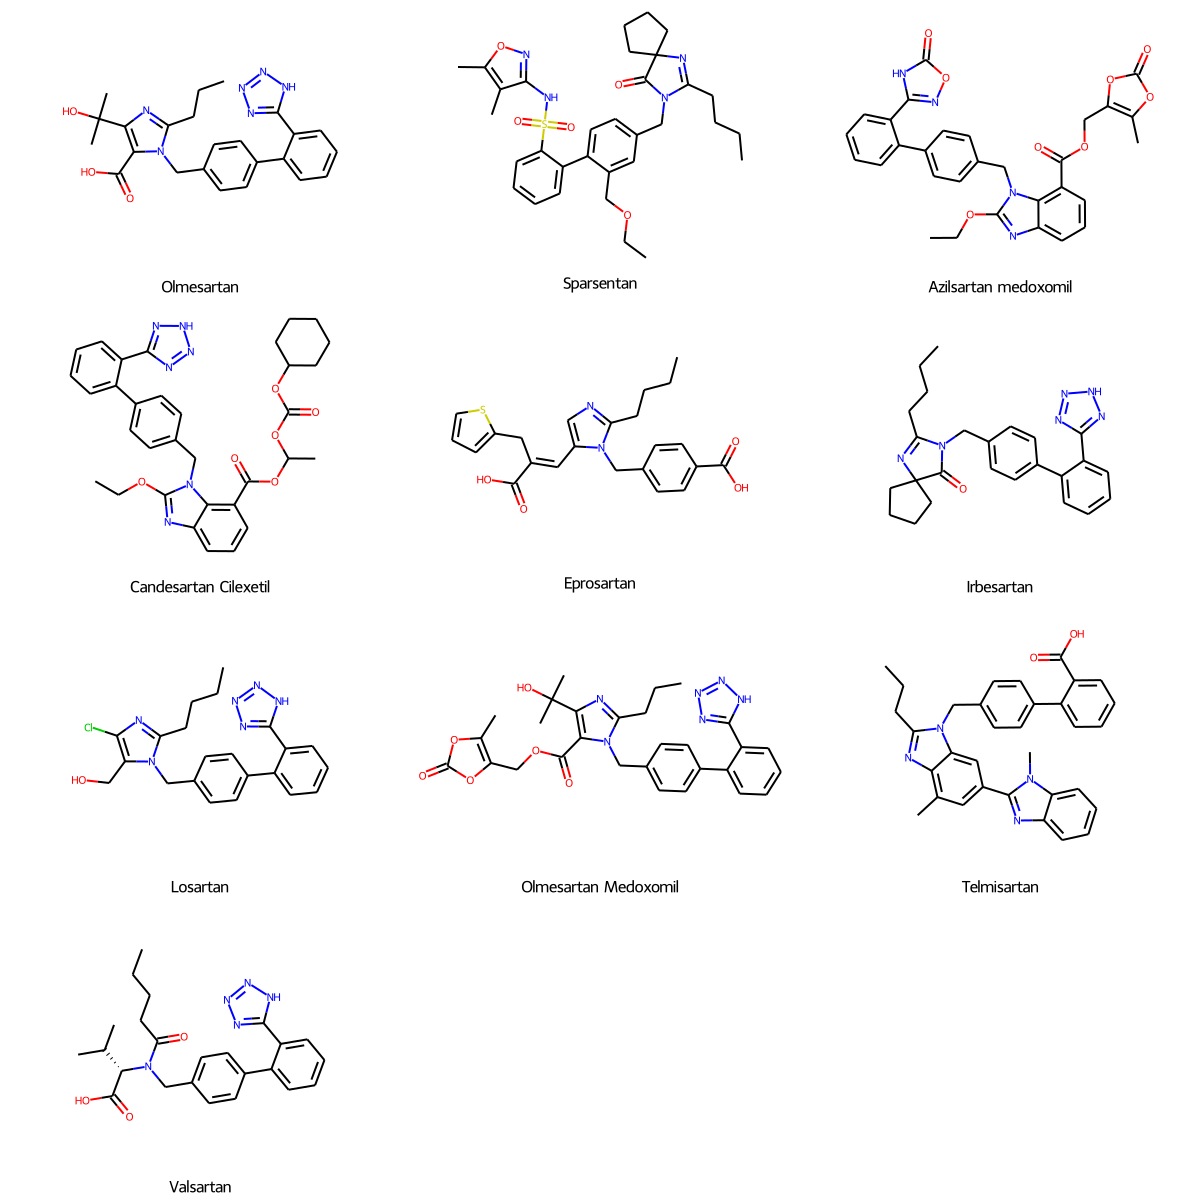 Olmesartan
Sparsentan
Azilsartan medoxomil
Candesartan Cilexetil
Eprosartan
Irbesartan
Losartan
Olmesartan Medoxomil
Telmisartan
Valsartan